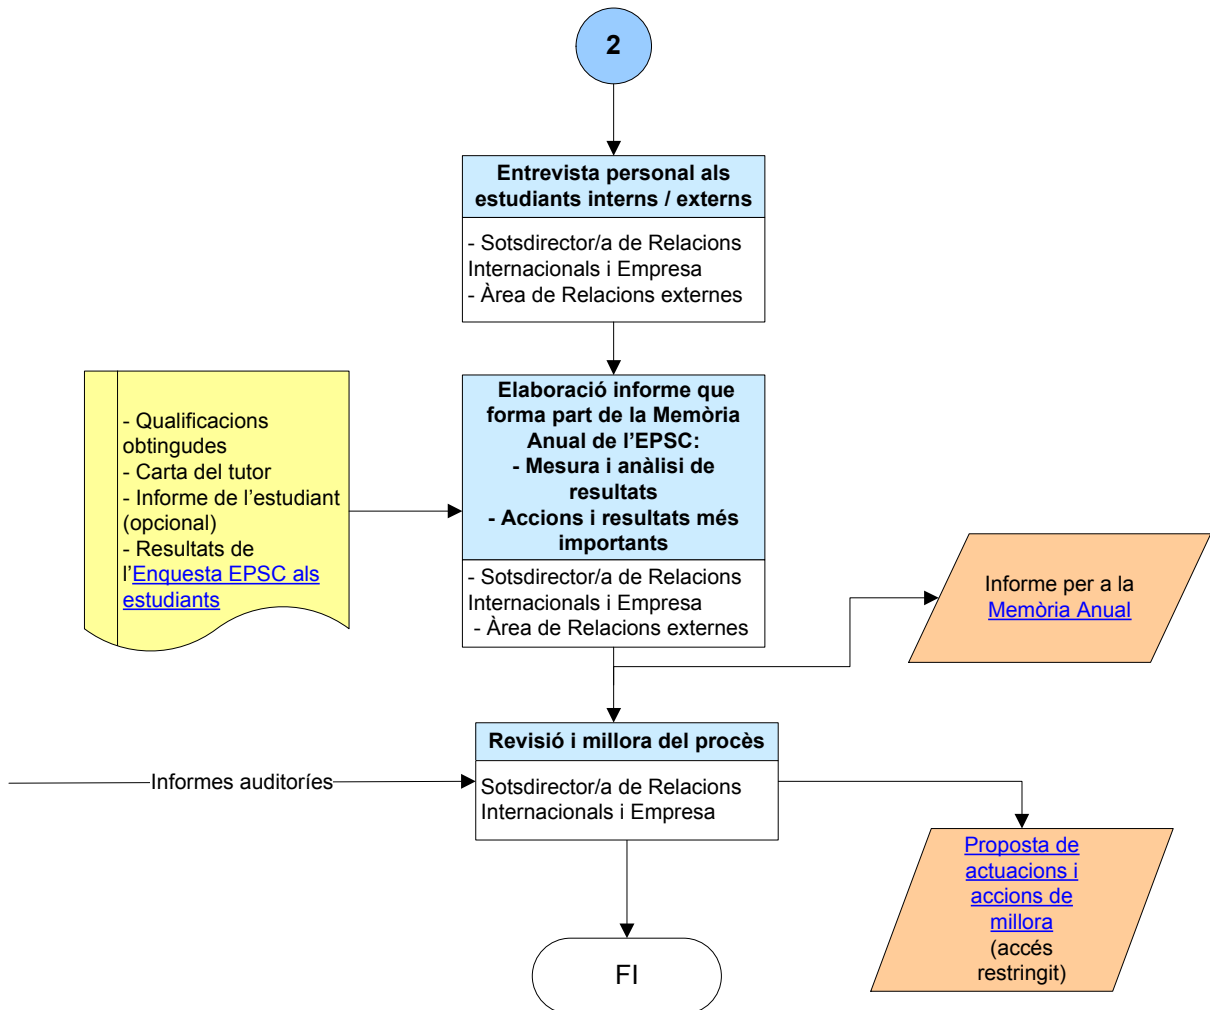 2
Entrevista personal als
estudiants interns / externs
- Sotsdirector/a de Relacions
Internacionals i Empresa
- Àrea de Relacions externes
- Qualificacions
obtingudes
- Carta del tutor
- Informe de l’estudiant
(opcional)
- Resultats de
l’Enquesta EPSC als
estudiants
Elaboració informe que
forma part de la Memòria
Anual de l’EPSC:
- Mesura i anàlisi de
resultats
- Accions i resultats més
importants
- Sotsdirector/a de Relacions
Internacionals i Empresa
- Àrea de Relacions externes
Informe per a la
Memòria Anual
Informes auditoríes
Revisió i millora del procès
Sotsdirector/a de Relacions
Internacionals i Empresa
Proposta de
actuacions i
accions de
millora
(accés
restringit)
FI